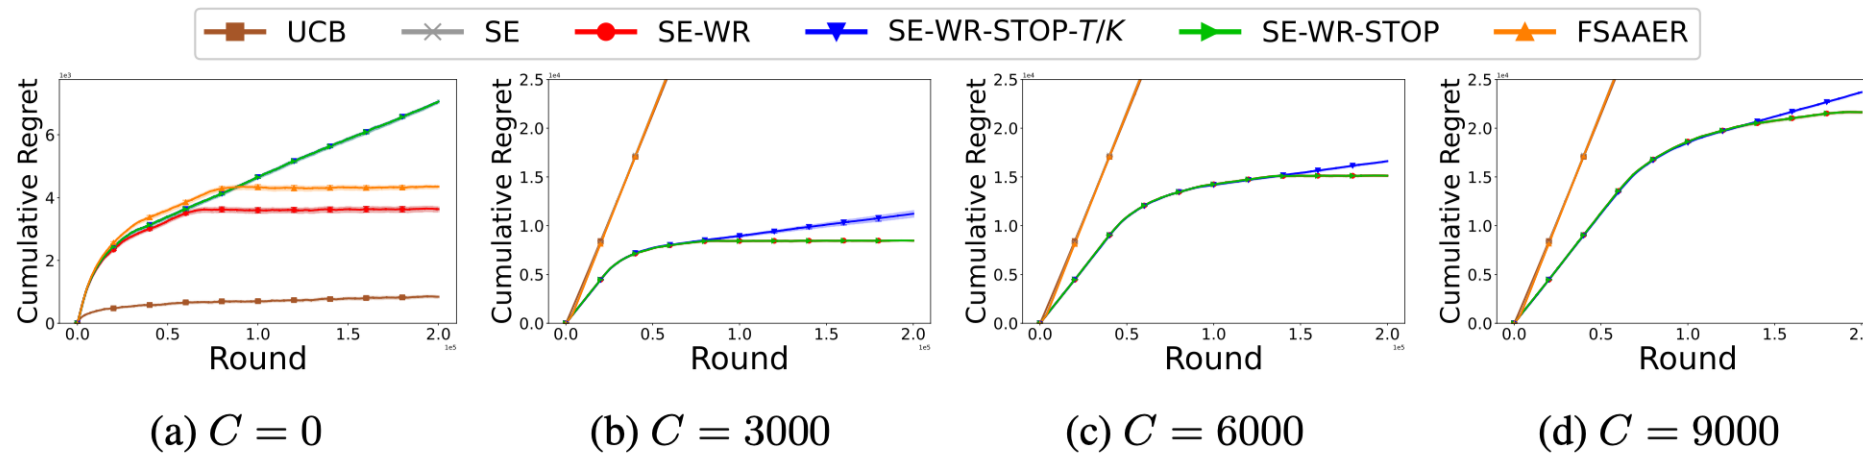 UCB SE SE-WR SE-WR-STOP-T/K SE-WR-STOP FSAAER
1e3
Cumulative Regret
6
4
2
0
0.0 0.5 1.0 1.5 2.0
1e5
Round
(a) C = 0
1e4
Cumulative Regret
2.5
2.0
1.5
1.0
0.5
0.0
0.0 0.5 1.0 1.5 2.0
1e5
Round
(b) C = 3000
1e4
Cumulative Regret
2.5
2.0
1.5
1.0
0.5
0.0
0.0 0.5 1.0 1.5 2.0
1e5
Round
(c) C = 6000
1e4
Cumulative Regret
2.5
2.0
1.5
1.0
0.5
0.0
0.0 0.5 1.0 1.5
Round
(d) C = 9000